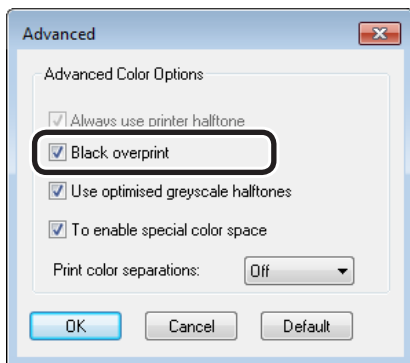 Advanced
Advanced Color Options
Always use printer halftone
Black overprint
Use optimised greyscale halftones
To enable special color space
Print color separations: Off
OK Cancel Default